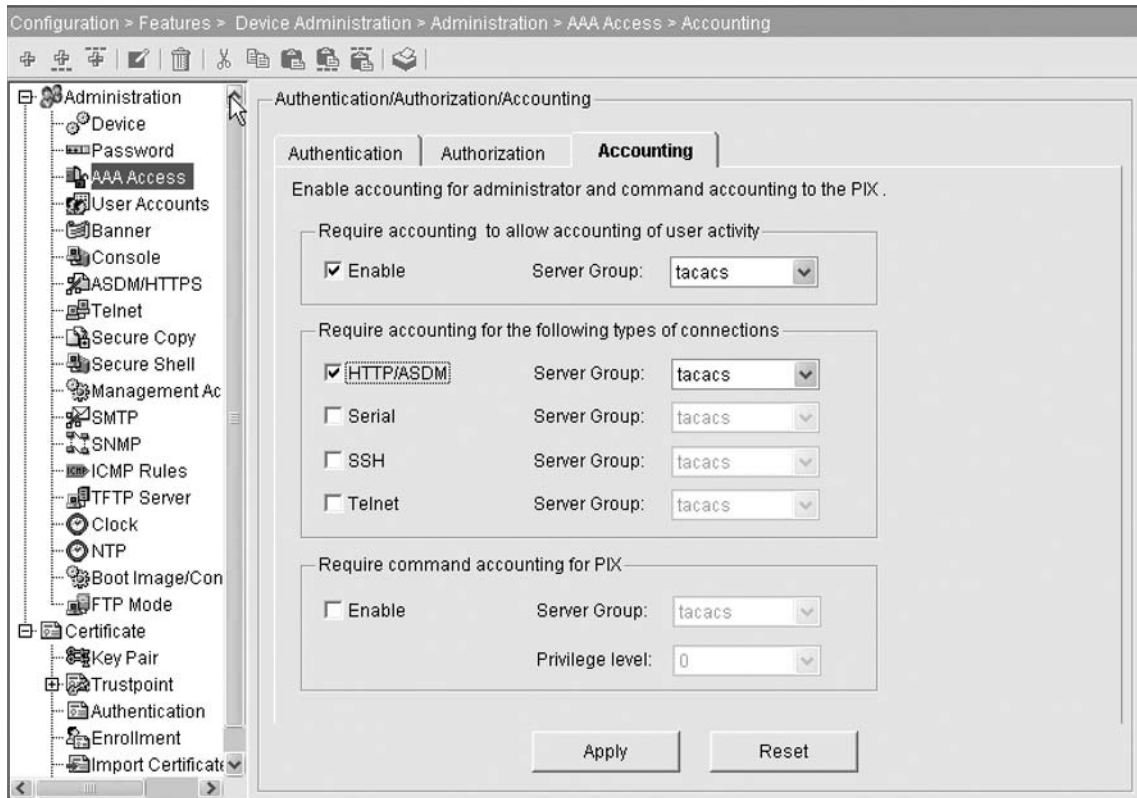 Configuration > Features > Device Administration > Administration > AAA Access > Accounting
Administration
Device
Password
AAA Access
User Accounts
Banner
Console
ASDM/HTTPS
Telnet
Secure Copy
Secure Shell
Management Ac
SMTP
SNMP
ICMP Rules
TFTP Server
Clock
NTP
Boot Image/Con
FTP Mode
Certificate
Key Pair
Trustpoint
Authentication
Enrollment
Import Certificate
Authentication/Authorization/Accounting
Authentication Authorization Accounting
Enable accounting for administrator and command accounting to the PIX .
Require accounting to allow accounting of user activity
Enable Server Group: tacacs
Require accounting for the following types of connections
HTTP/ASDM Server Group: tacacs
Serial Server Group: tacacs
SSH Server Group: tacacs
Telnet Server Group: tacacs
Require command accounting for PIX
Enable Server Group: tacacs
Privilege level: 0
Apply Reset